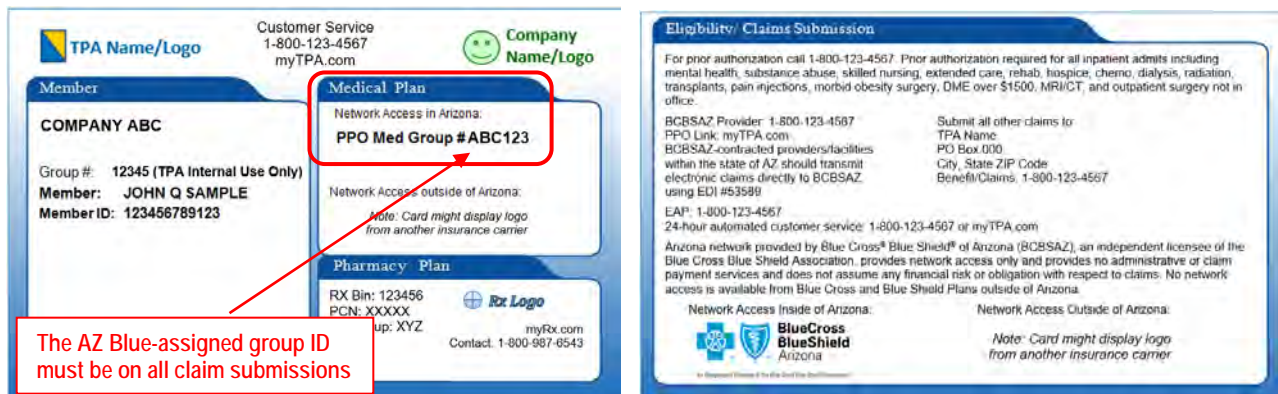 TPA Name/Logo
Customer Service
1-800-123-4567
myTPA.com
Company
Name/Logo
Member
COMPANY ABC
Group #: 12345 (TPA Internal Use Only)
Member: JOHN Q SAMPLE
Member ID: 123456789123
Medical Plan
Network Access in Arizona:
PPO Med Group #ABC123
Network Access outside of Arizona:
Note: Card might display logo
from another insurance carrier
Pharmacy Plan
RX Bin: 123456
PCN: XXXXX
up: XYZ
Rx Logo
myRx.com
Contact: 1-800-987-6543
The AZ Blue-assigned group ID
must be on all claim submissions
Eligibility/ Claims Submission
For prior authorization call 1-800-123-4567. Prior authorization required for all inpatient admits including
mental health, substance abuse, skilled nursing, extended care, rehab, hospice, chemo, dialysis, radiation,
transplants, pain injections, morbid obesity surgery, DME over $1500, MRI/CT, and outpatient surgery not in
office.
BCBSAZ Provider: 1-800-123-4567
PPO Link: myTPA.com
BCBSAZ-contracted providers/facilities
within the state of AZ should transmit
electronic claims directly to BCBSAZ
using EDI #53589
Submit all other claims to:
TPA Name
PO Box 000
City, State ZIP Code
Benefit/Claims: 1-800-123-4567
EAP: 1-800-123-4567
24-hour automated customer service: 1-800-123-4567 or myTPA.com
Arizona network provided by Blue Cross® Blue Shield® of Arizona (BCBSAZ), an independent licensee of the
Blue Cross Blue Shield Association, provides network access only and provides no administrative or claim
payment services and does not assume any financial risk or obligation with respect to claims. No network
access is available from Blue Cross and Blue Shield Plans outside of Arizona.
Network Access Inside of Arizona:
BlueCross
BlueShield
Arizona
Network Access Outside of Arizona:
Note: Card might display logo
from another insurance carrier